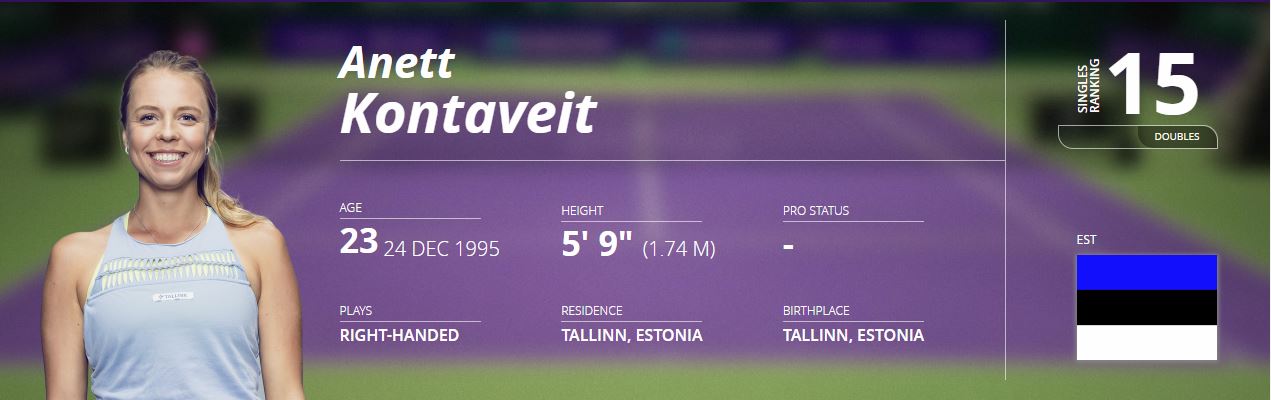 Anett
Kontaveit
SINGLES
RANKING
15
DOUBLES
AGE
23 24 DEC 1995
HEIGHT
5' 9" (1.74 M)
PRO STATUS
-
PLAYS
RIGHT-HANDED
RESIDENCE
TALLINN, ESTONIA
BIRTHPLACE
TALLINN, ESTONIA
EST
TALLINK